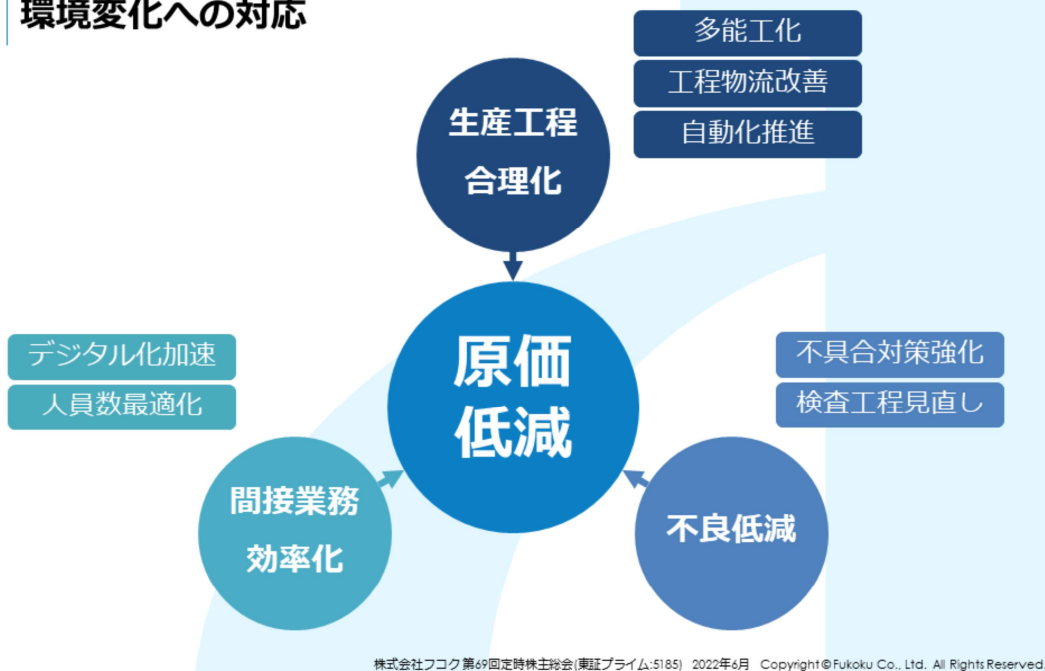 環境変化への対応
多能工化
工程物流改善
自動化推進
生産工程
合理化
原価
低減
デジタル化加速
人員数最適化
間接業務
効率化
不具合対策強化
検査工程見直し
不良低減
株式会社フコク 第69回定時株主総会(東証プライム:5185) 2022年6月 Copyright©Fukoku Co., Ltd. All Rights Reserved